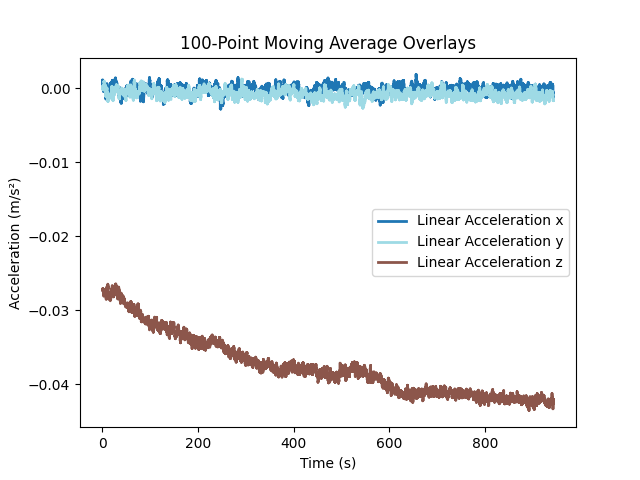 100-Point Moving Average Overlays
Acceleration (m/s²)
0.00
−0.01
−0.02
−0.03
−0.04
Linear Acceleration x
Linear Acceleration y
Linear Acceleration z
0 200 400 600 800
Time (s)